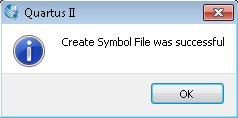 Quartus II
Create Symbol File was successful
OK